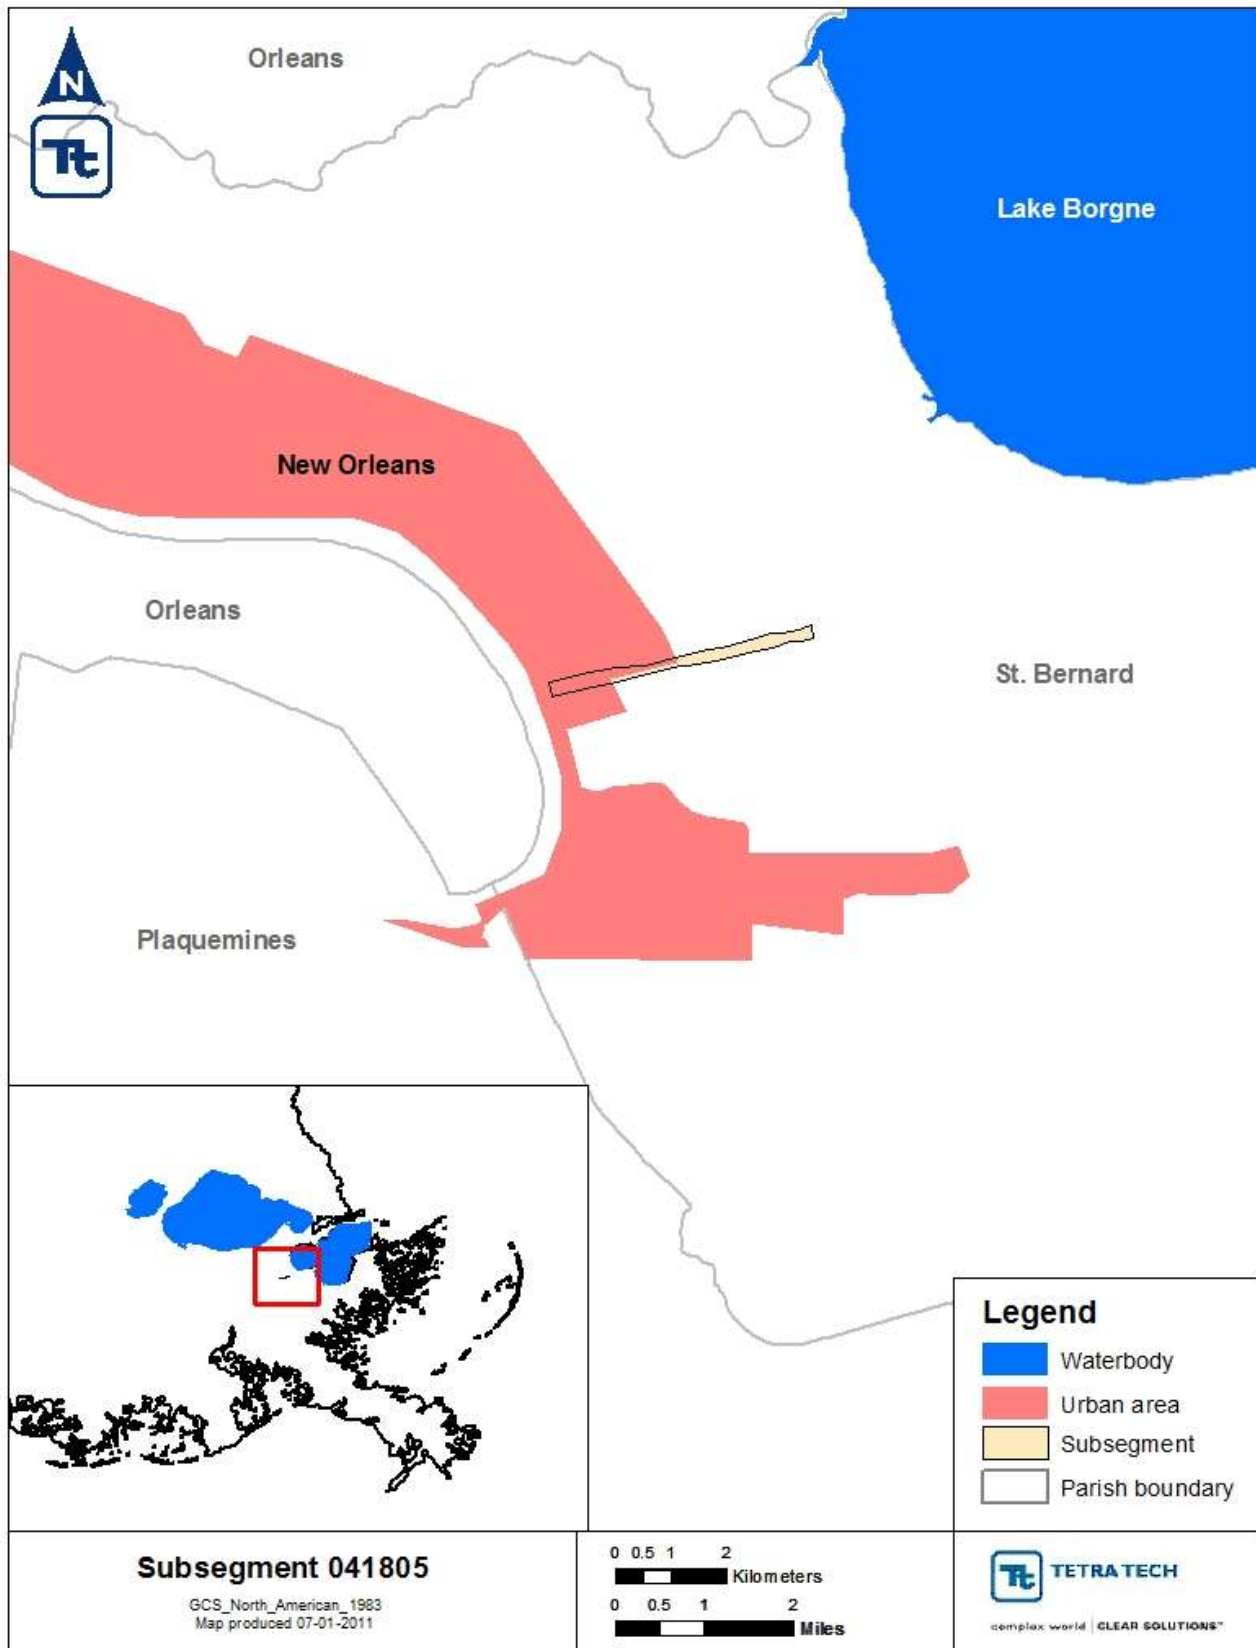 Orleans
N
Tt
Lake Borgne
New Orleans
Orleans
St. Bernard
Plaquemines
Legend
Waterbody
Urban area
Subsegment
Parish boundary
Subsegment 041805
GCS_North_American_1983
Map produced 07-01-2011
0 0.5 1 2
Kilometers
0 0.5 1 2
Miles
Tt TETRA TECH
complex world | CLEAR SOLUTIONS™